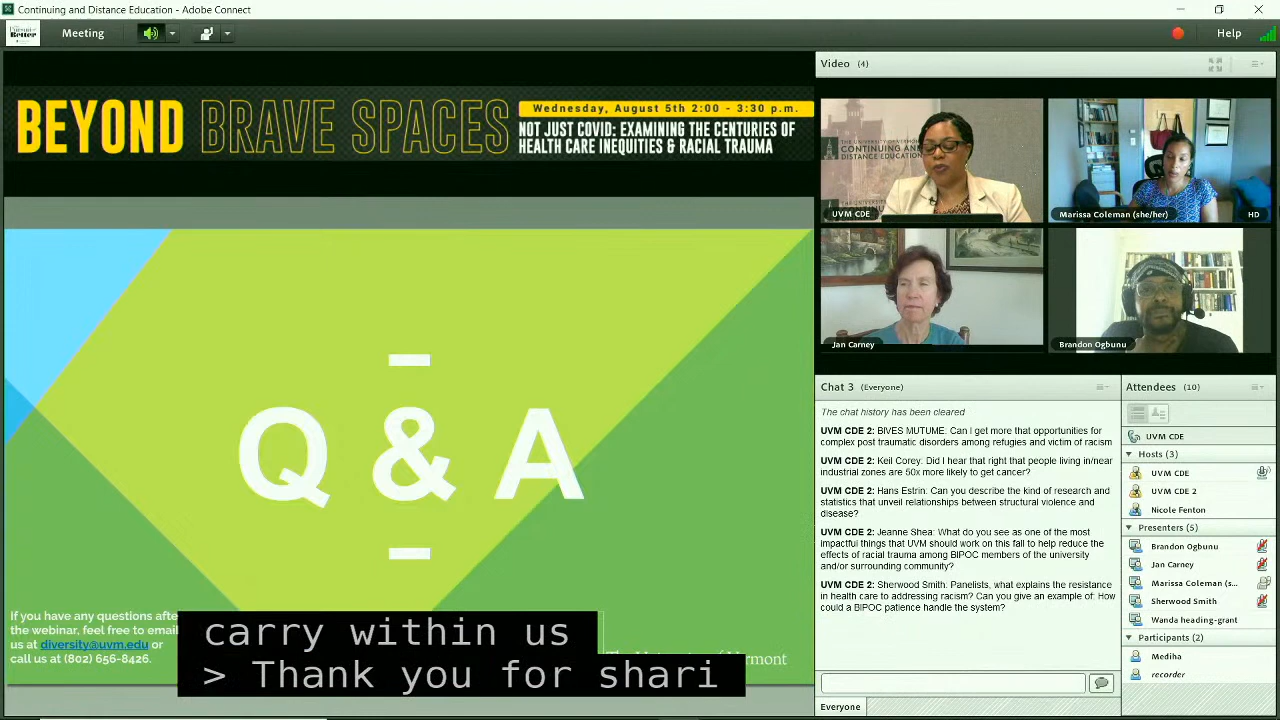 Continuing and Distance Education - Adobe Connect
Meeting
Help
BEYOND BRAVE SPACES
Wednesday, August 5th 2:00 - 3:30 p.m.
NOT JUST COVID: EXAMINING THE CENTURIES OF
HEALTH CARE INEQUITIES & RACIAL TRAUMA
Q & A
If you have any questions afte
the webinar, feel free to email
us at diversity@uvm.edu or
call us at (802) 656-8426.
carry within us
> Thank you for shari
Video (4)
CONTINUING AND
DISTANCE EDUCATION
UVM CDE
Marissa Coleman (she/her)
HD
Jan Carney
Brandon Ogbunu
Chat 3 (Everyone)
The chat history has been cleared
UVM CDE 2: BIVES MUTUME: Can I get more that opportunities for
complex post traumatic disorders among refugies and victim of racism
UVM CDE 2: Keil Corey: Did I hear that right that people living in/near
industrial zones are 50x more likely to get cancer?
UVM CDE 2: Hans Estrin: Can you describe the kind of research and
statistics that unveil relationships between structural violence and
disease?
UVM CDE 2: Jeanne Shea: What do you see as one of the most
impactful things that UVM should work on this fall to help reduce the
effects of racial trauma among BIPOC members of the university
and/or surrounding community?
UVM CDE 2: Sherwood Smith: Panelists, what explains the resistance
in health care to addressing racism? Can you give an example of: How
could a BIPOC patience handle the system?
Everyone
Attendees (10)
UVM CDE
Hosts (3)
UVM CDE
UVM CDE 2
Nicole Fenton
Presenters (5)
Brandon Ogbunu
Jan Carney
Marissa Coleman (s...
Sherwood Smith
Wanda heading-grant
Participants (2)
Mediha
recorder